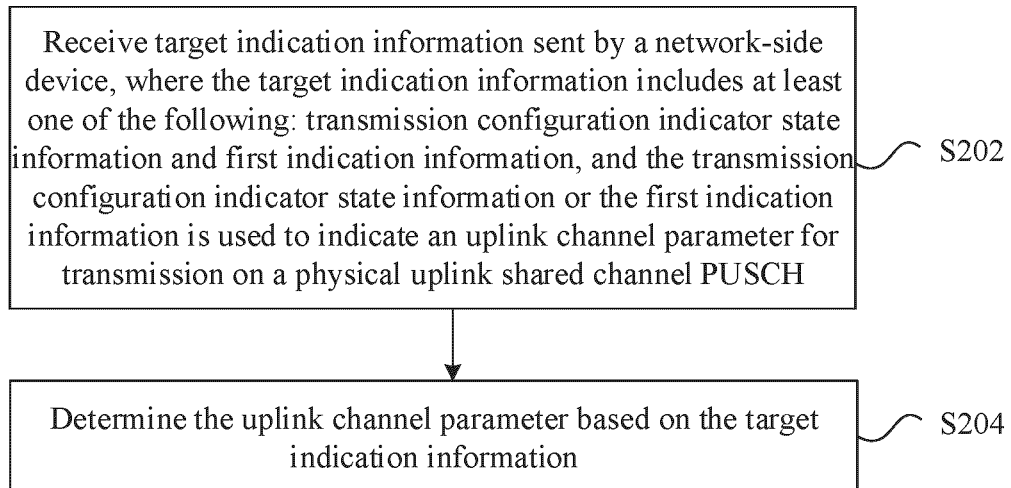 Receive target indication information sent by a network-side
device, where the target indication information includes at least
one of the following: transmission configuration indicator state
information and first indication information, and the transmission
configuration indicator state information or the first indication
information is used to indicate an uplink channel parameter for
transmission on a physical uplink shared channel PUSCH
S202
Determine the uplink channel parameter based on the target
indication information
S204